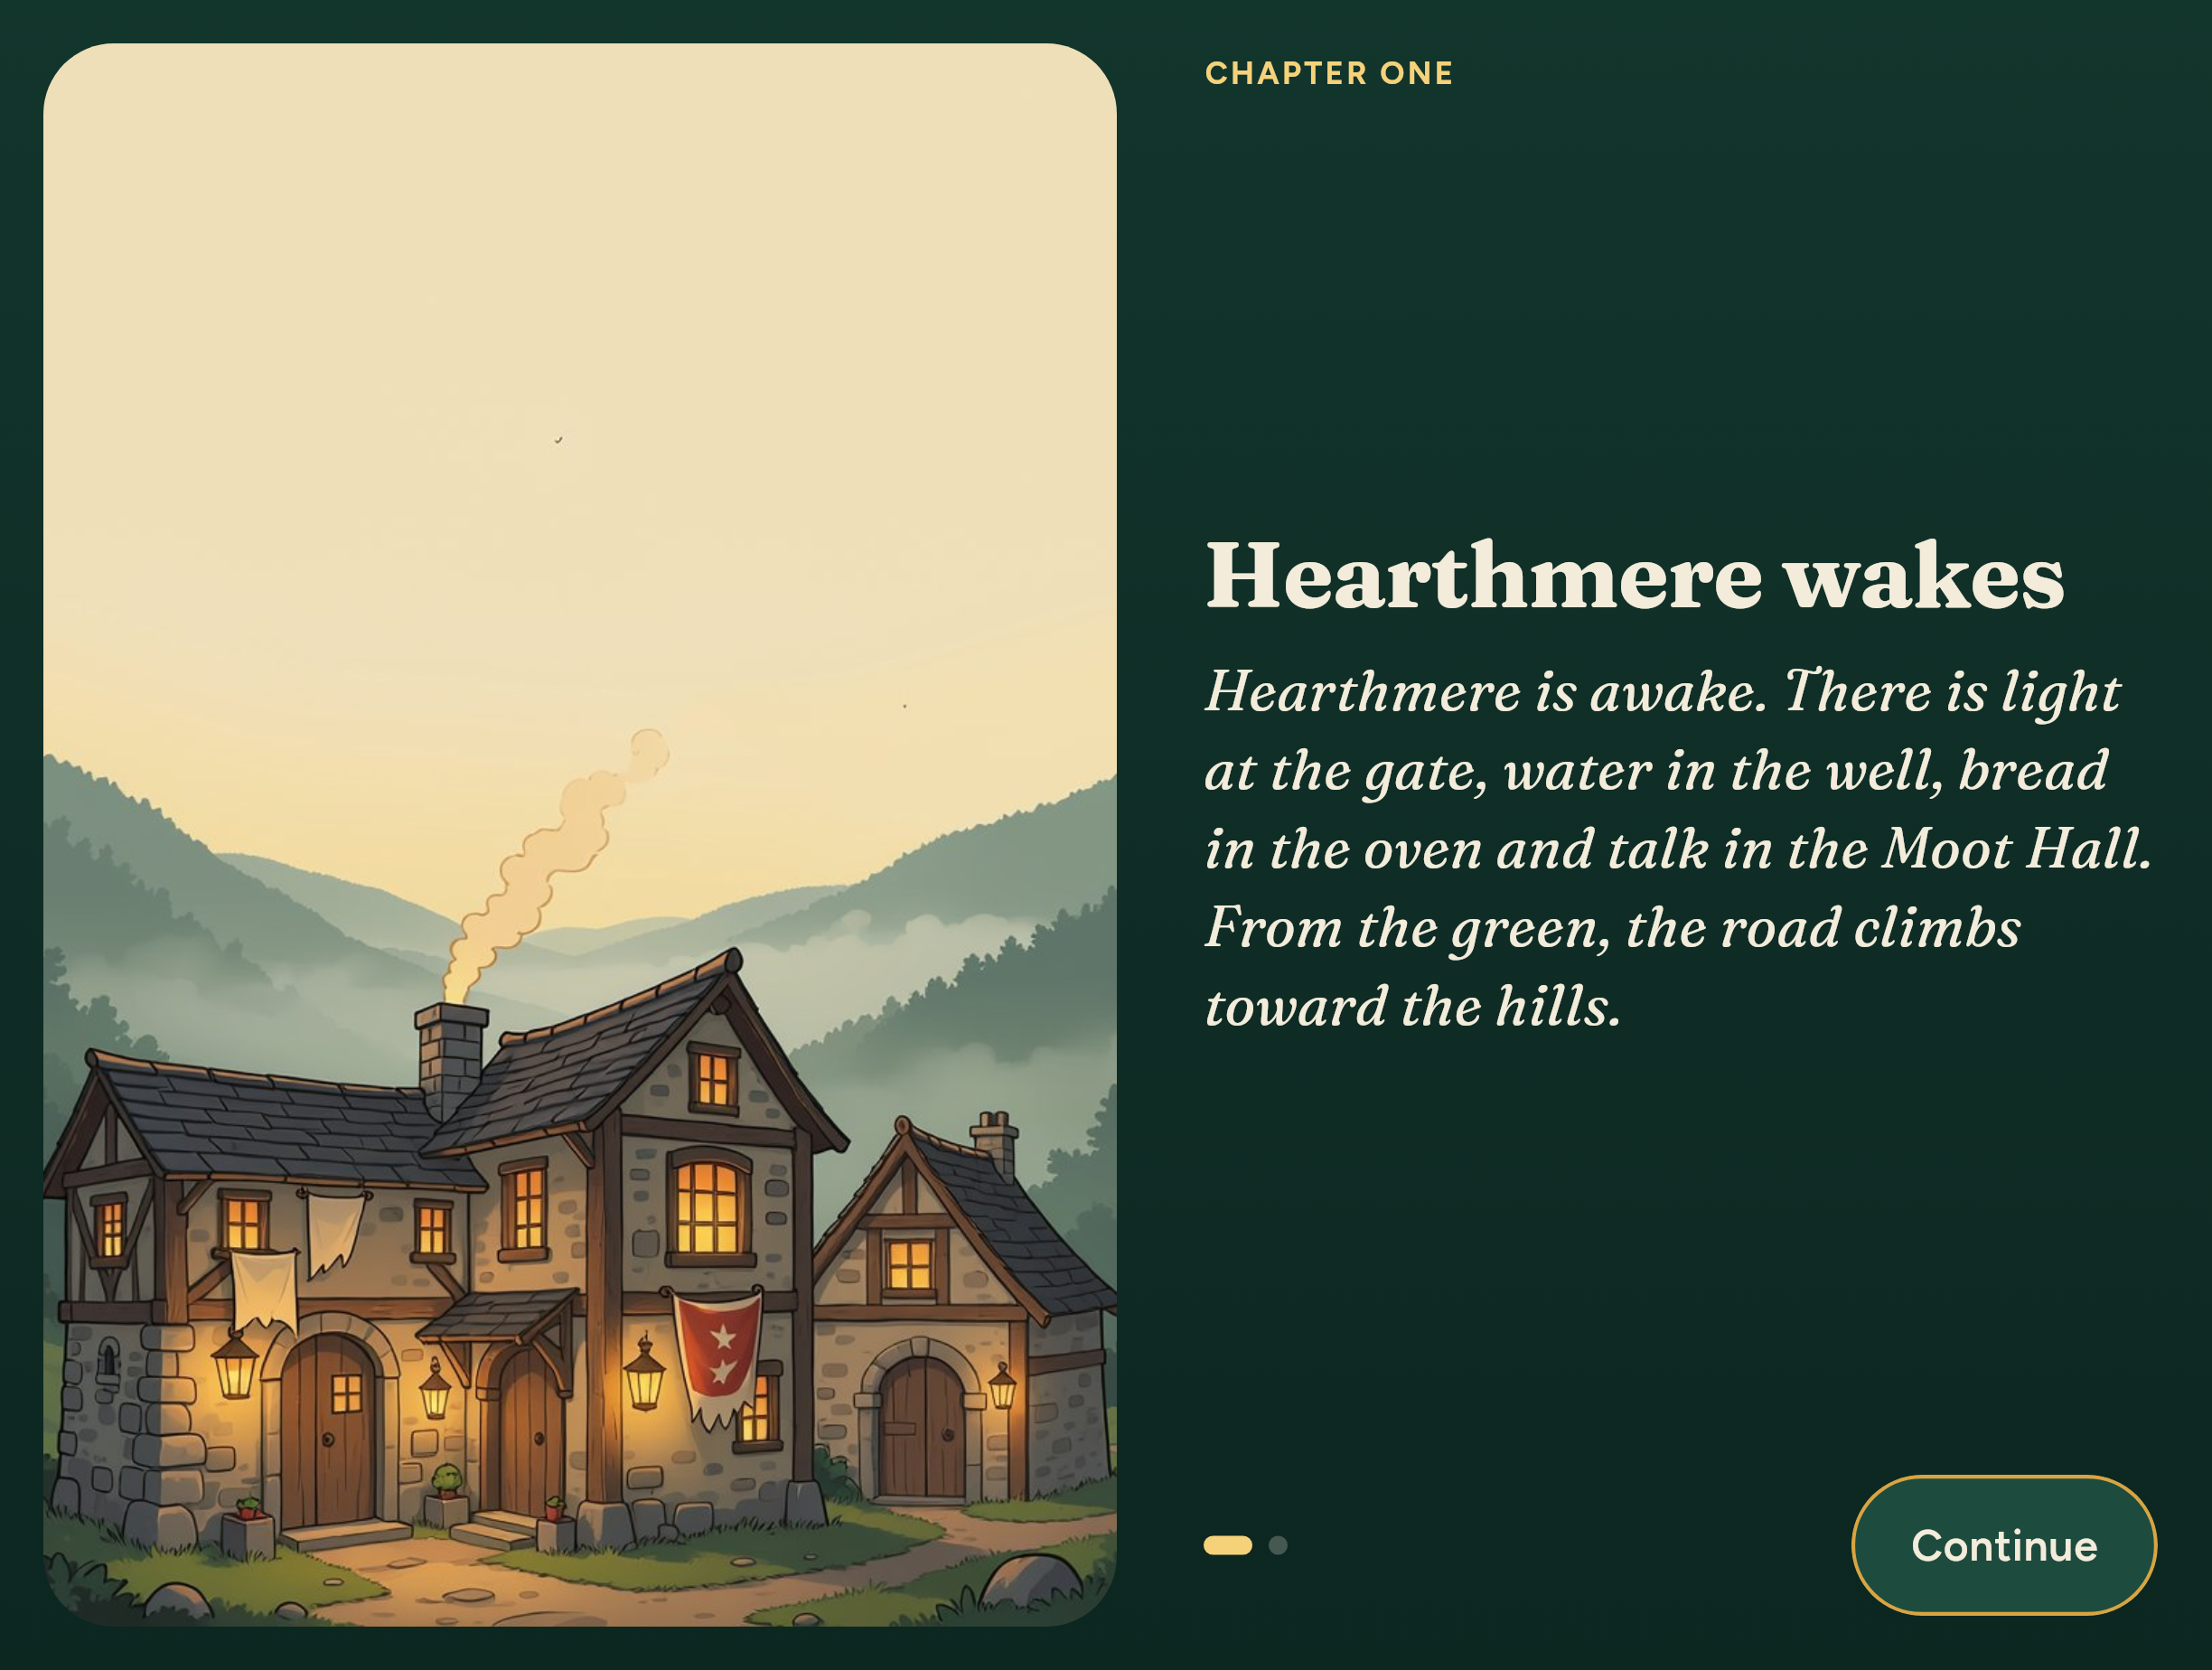 CHAPTER ONE
Hearthmere wakes
Hearthmere is awake. There is light
at the gate, water in the well, bread
in the oven and talk in the Moot Hall.
From the green, the road climbs
toward the hills.
Continue